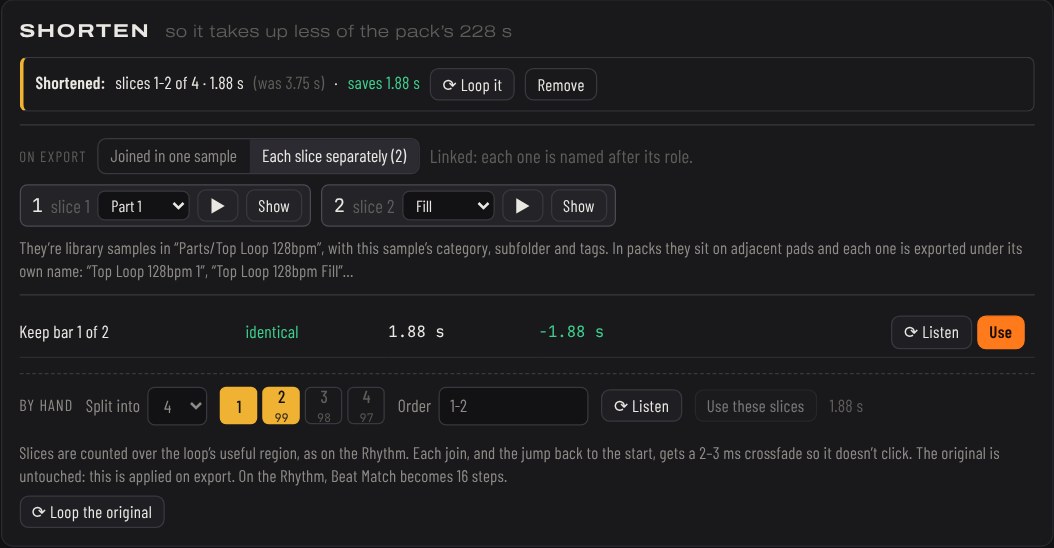 SHORTEN so it takes up less of the pack's 228 s
Shortened: slices 1-2 of 4 · 1.88 s (was 3.75 s) · saves 1.88 s ⟳ Loop it Remove
ON EXPORT Joined in one sample Each slice separately (2) Linked: each one is named after its role.
1 slice 1 Part 1 ▶ Show 2 slice 2 Fill ▶ Show
They're library samples in “Parts/Top Loop 128bpm”, with this sample's category, subfolder and tags. In packs they sit on adjacent pads and each one is exported under its
own name: “Top Loop 128bpm 1”, “Top Loop 128bpm Fill”…
Keep bar 1 of 2 identical 1.88 s -1.88 s ⟳ Listen Use
BY HAND Split into 4 1 2 99 3 98 4 97 Order 1-2 ⟳ Listen Use these slices 1.88 s
Slices are counted over the loop's useful region, as on the Rhythm. Each join, and the jump back to the start, gets a 2–3 ms crossfade so it doesn't click. The original is
untouched: this is applied on export. On the Rhythm, Beat Match becomes 16 steps.
⟳ Loop the original